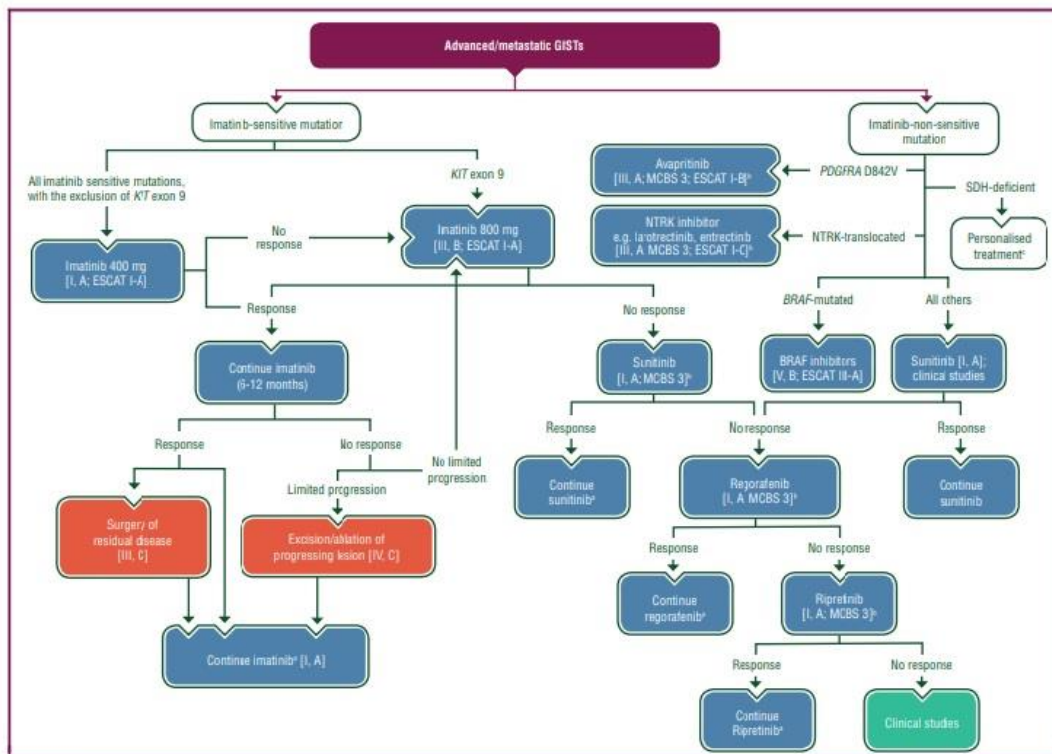 Advanced/metastatic GISTs
Imatinib-sensitive mutation
Imatinib-non-sensitive
mutation
All imatinib sensitive mutations,
with the exclusion of KIT exon 9
KIT exon 9
Avapritinib
[III, A; MCBS 3; ESCAT I-B]ᵇ
PDGFRA D842V
SDH-deficient
No
response
Imatinib 800 mg
[III, B; ESCAT I-A]
NTRK inhibitor
e.g. larotrectinib, entrectinib
[III, A MCBS 3; ESCAT I-C]ᵇ
NTRK-translocated
Personalised
treatmentᶜ
Imatinib 400 mg
[I, A; ESCAT I-A]
Response
No response
BRAF-mutated
All others
Continue imatinib
(6-12 months)
Sunitinib
[I, A; MCBS 3]ᵇ
BRAF inhibitors
[V, B; ESCAT III-A]
Sunitinib [I, A];
clinical studies
Response
No response
Response
No response
Response
No limited
progression
Limited progression
Continue
sunitinibᵃ
Regorafenib
[I, A MCBS 3]ᵇ
Continue
sunitinib
Surgery of
residual disease
[III, C]
Excision/ablation of
progressing lesion [IV, C]
Response
No response
Continue
regorafenibᵃ
Ripretinib
[I, A; MCBS 3]ᵇ
Continue imatinibᵃ [I, A]
Response
No response
Continue
Ripretinibᵃ
Clinical studies